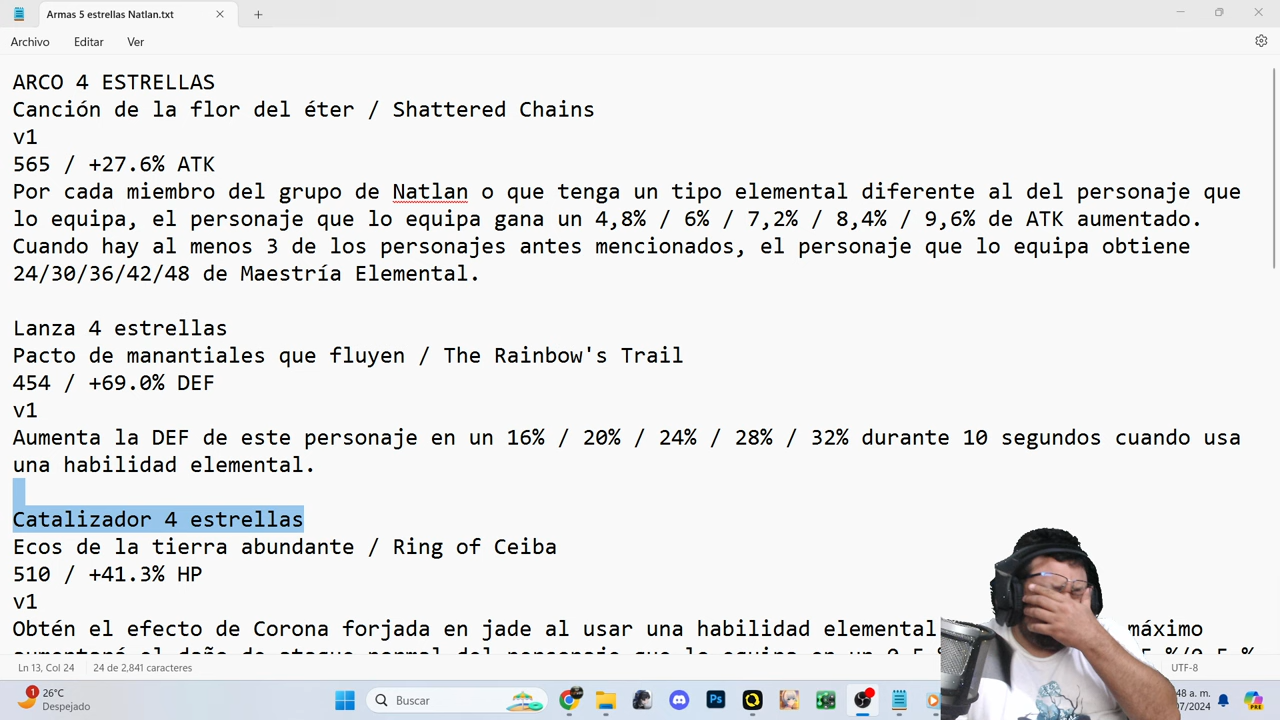 Armas 5 estrellas Natlan.txt
Archivo Editar Ver
ARCO 4 ESTRELLAS
Canción de la flor del éter / Shattered Chains
v1
565 / +27.6% ATK
Por cada miembro del grupo de Natlan o que tenga un tipo elemental diferente al del personaje que
lo equipa, el personaje que lo equipa gana un 4,8% / 6% / 7,2% / 8,4% / 9,6% de ATK aumentado.
Cuando hay al menos 3 de los personajes antes mencionados, el personaje que lo equipa obtiene
24/30/36/42/48 de Maestría Elemental.
Lanza 4 estrellas
Pacto de manantiales que fluyen / The Rainbow's Trail
454 / +69.0% DEF
v1
Aumenta la DEF de este personaje en un 16% / 20% / 24% / 28% / 32% durante 10 segundos cuando usa
una habilidad elemental.
Catalizador 4 estrellas
Ecos de la tierra abundante / Ring of Ceiba
510 / +41.3% HP
v1
Obtén el efecto de Corona forjada en jade al usar una habilidad elemental máximo
Ln 13, Col 24 24 de 2,841 caracteres UTF-8
1 26°C
Despejado
Buscar
Ps
48 a. m.
07/2024
PRE